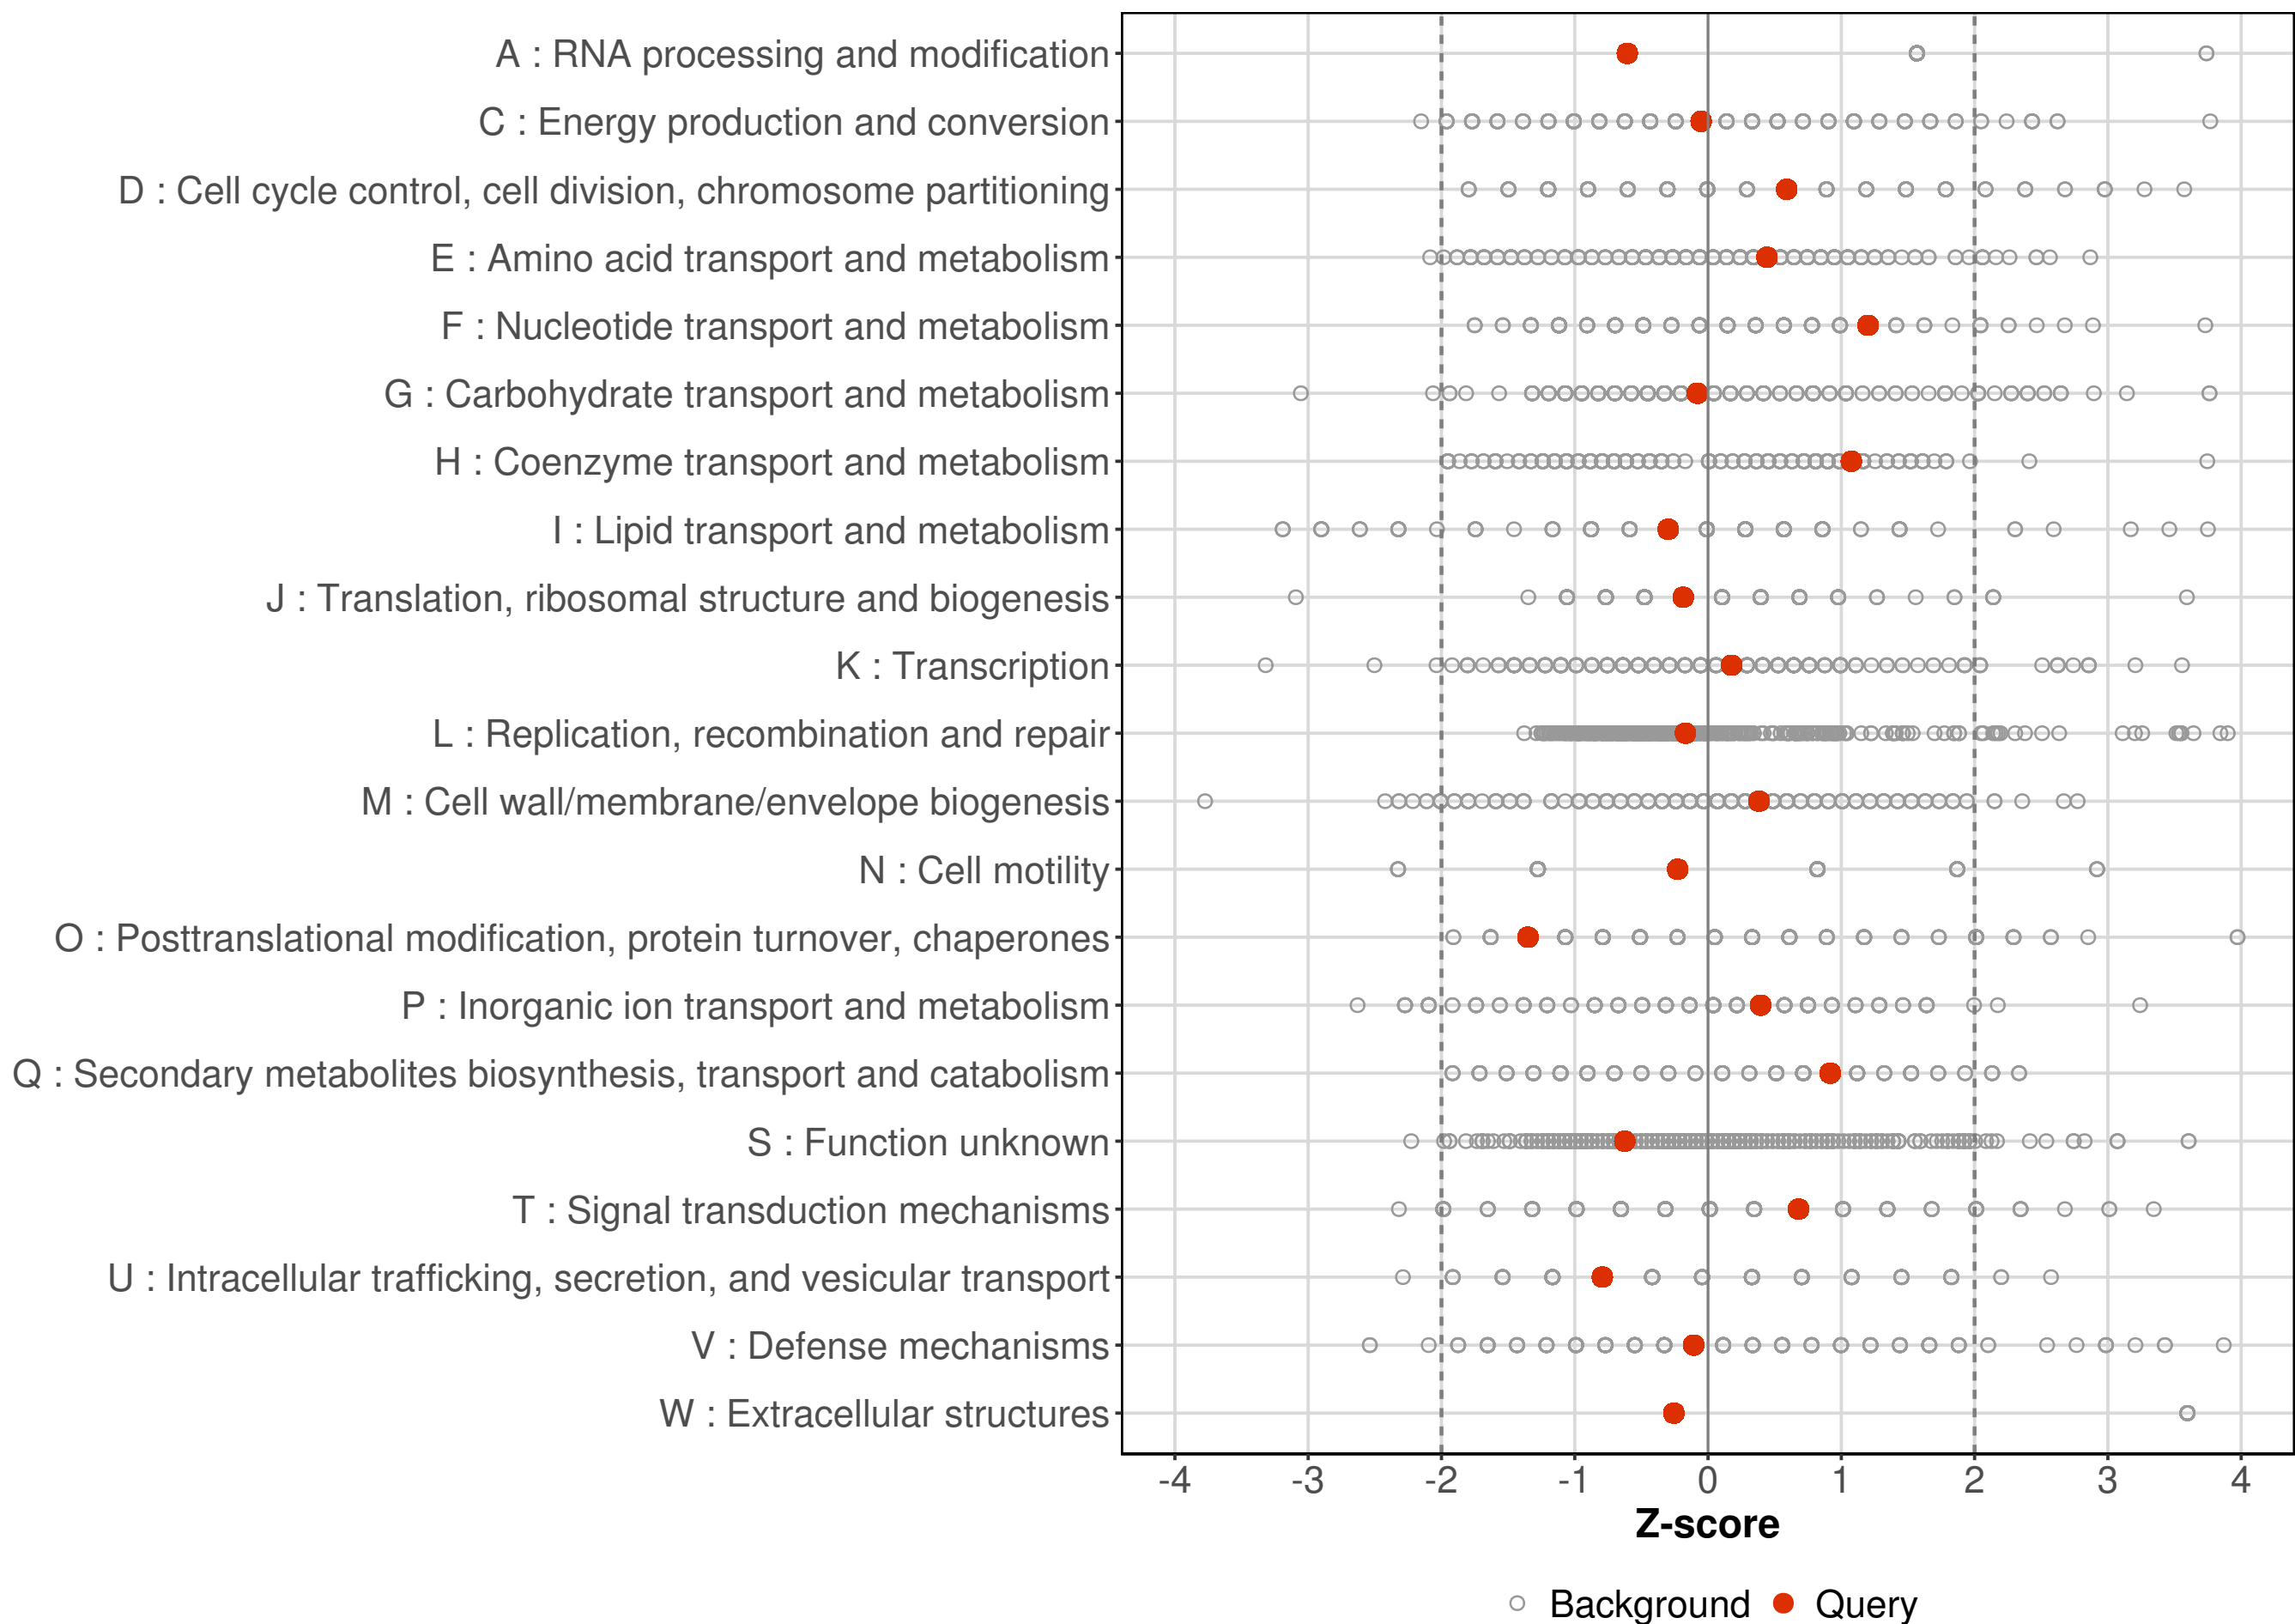 A : RNA processing and modification
C : Energy production and conversion
D : Cell cycle control, cell division, chromosome partitioning
E : Amino acid transport and metabolism
F : Nucleotide transport and metabolism
G : Carbohydrate transport and metabolism
H : Coenzyme transport and metabolism
I : Lipid transport and metabolism
J : Translation, ribosomal structure and biogenesis
K : Transcription
L : Replication, recombination and repair
M : Cell wall/membrane/envelope biogenesis
N : Cell motility
O : Posttranslational modification, protein turnover, chaperones
P : Inorganic ion transport and metabolism
Q : Secondary metabolites biosynthesis, transport and catabolism
S : Function unknown
T : Signal transduction mechanisms
U : Intracellular trafficking, secretion, and vesicular transport
V : Defense mechanisms
W : Extracellular structures
-4 -3 -2 -1 0 1 2 3 4
Z-score
Background Query